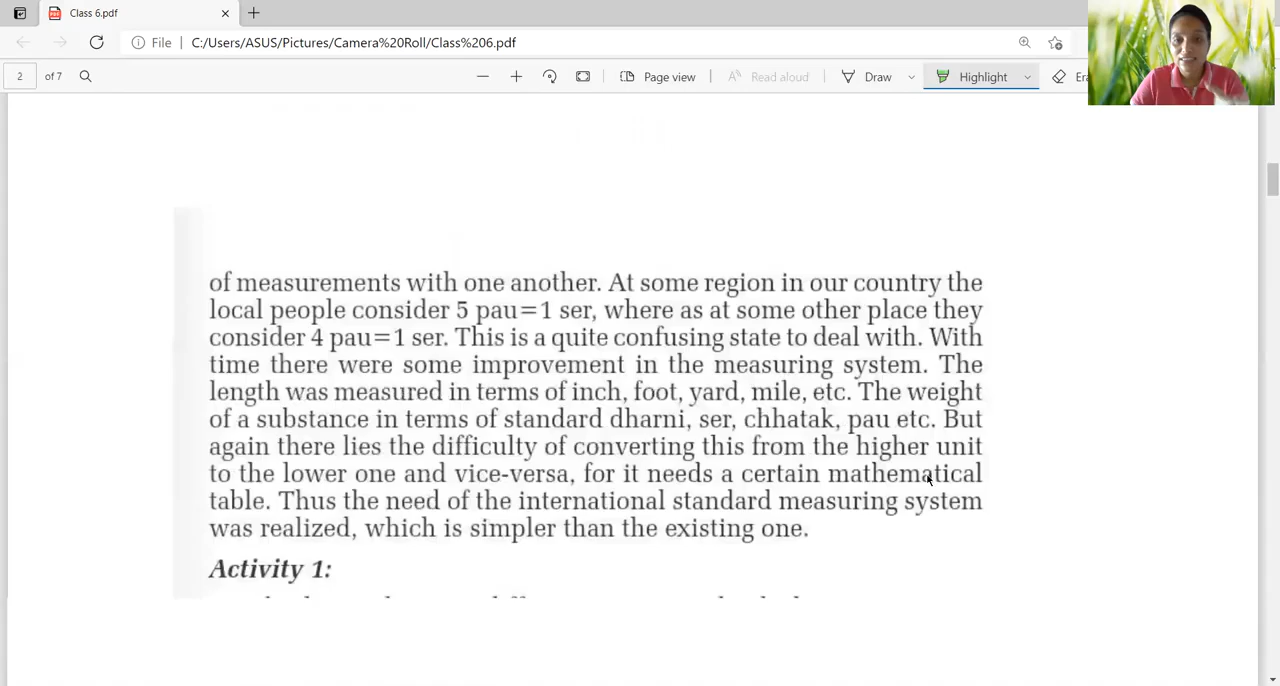 Class 6.pdf
File
C:/Users/ASUS/Pictures/Camera%20Roll/Class%206.pdf
2 of 7
Page view
Read aloud
Draw
Highlight
of measurements with one another. At some region in our country the
local people consider 5 pau=1 ser, where as at some other place they
consider 4 pau=1 ser. This is a quite confusing state to deal with. With
time there were some improvement in the measuring system. The
length was measured in terms of inch, foot, yard, mile, etc. The weight
of a substance in terms of standard dharni, ser, chhatak, pau etc. But
again there lies the difficulty of converting this from the higher unit
to the lower one and vice-versa, for it needs a certain mathematical
table. Thus the need of the international standard measuring system
was realized, which is simpler than the existing one.
Activity 1: